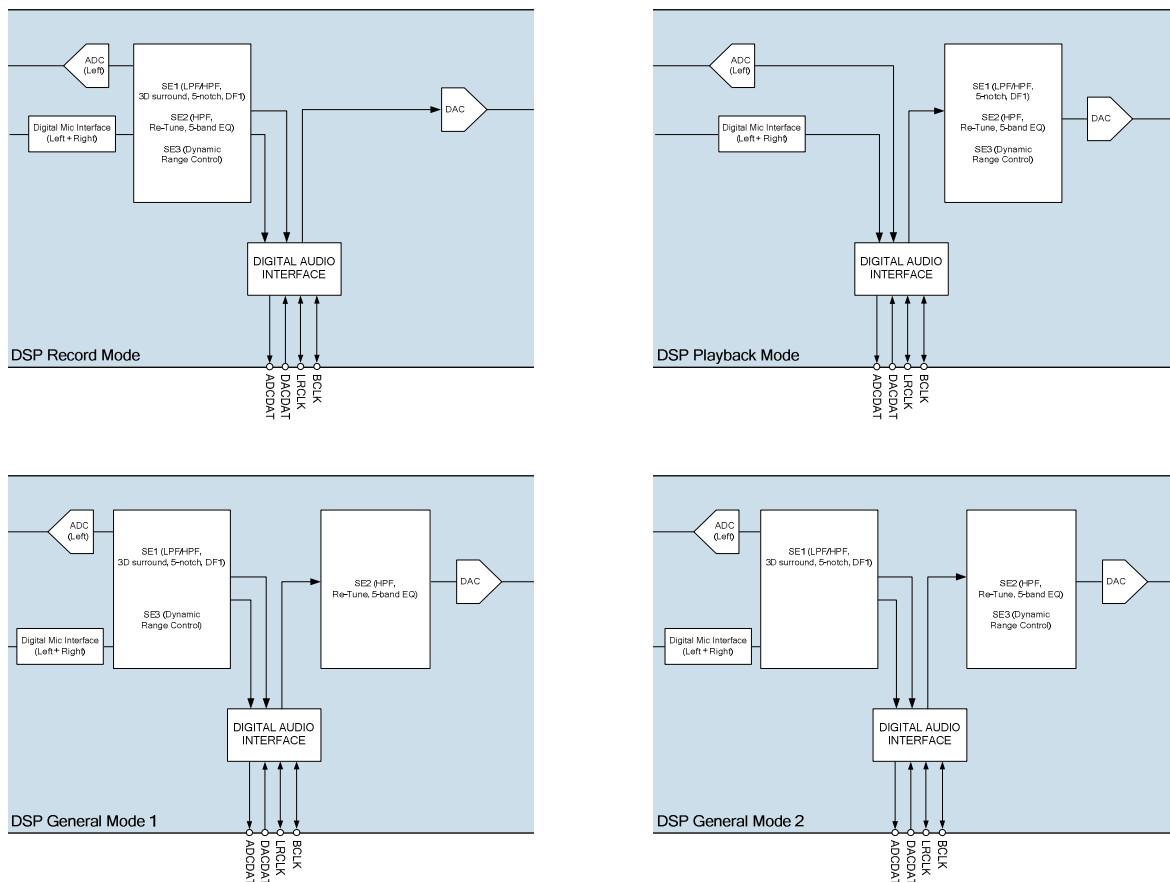 ADC
(Left)
Digital Mic Interface
(Left + Right)
SE1 (LPF/HPF,
3D surround, 5-notch, DF1)
SE2 (HPF,
Re-Tune, 5-band EQ)
SE3 (Dynamic
Range Control)
DAC
DIGITAL AUDIO
INTERFACE
DSP Record Mode
ADCDAT
DACDAT
LRCLK
BCLK
ADC
(Left)
Digital Mic Interface
(Left + Right)
SE1 (LPF/HPF,
5-notch, DF1)
SE2 (HPF,
Re-Tune, 5-band EQ)
SE3 (Dynamic
Range Control)
DAC
DIGITAL AUDIO
INTERFACE
DSP Playback Mode
ADCDAT
DACDAT
LRCLK
BCLK
ADC
(Left)
Digital Mic Interface
(Left + Right)
SE1 (LPF/HPF,
3D surround, 5-notch, DF1)
SE3 (Dynamic
Range Control)
SE2 (HPF,
Re-Tune, 5-band EQ)
DAC
DIGITAL AUDIO
INTERFACE
DSP General Mode 1
ADCDAT
DACDAT
LRCLK
BCLK
ADC
(Left)
Digital Mic Interface
(Left + Right)
SE1 (LPF/HPF,
3D surround, 5-notch, DF1)
SE2 (HPF,
Re-Tune, 5-band EQ)
SE3 (Dynamic
Range Control)
DAC
DIGITAL AUDIO
INTERFACE
DSP General Mode 2
ADCDAT
DACDAT
LRCLK
BCLK